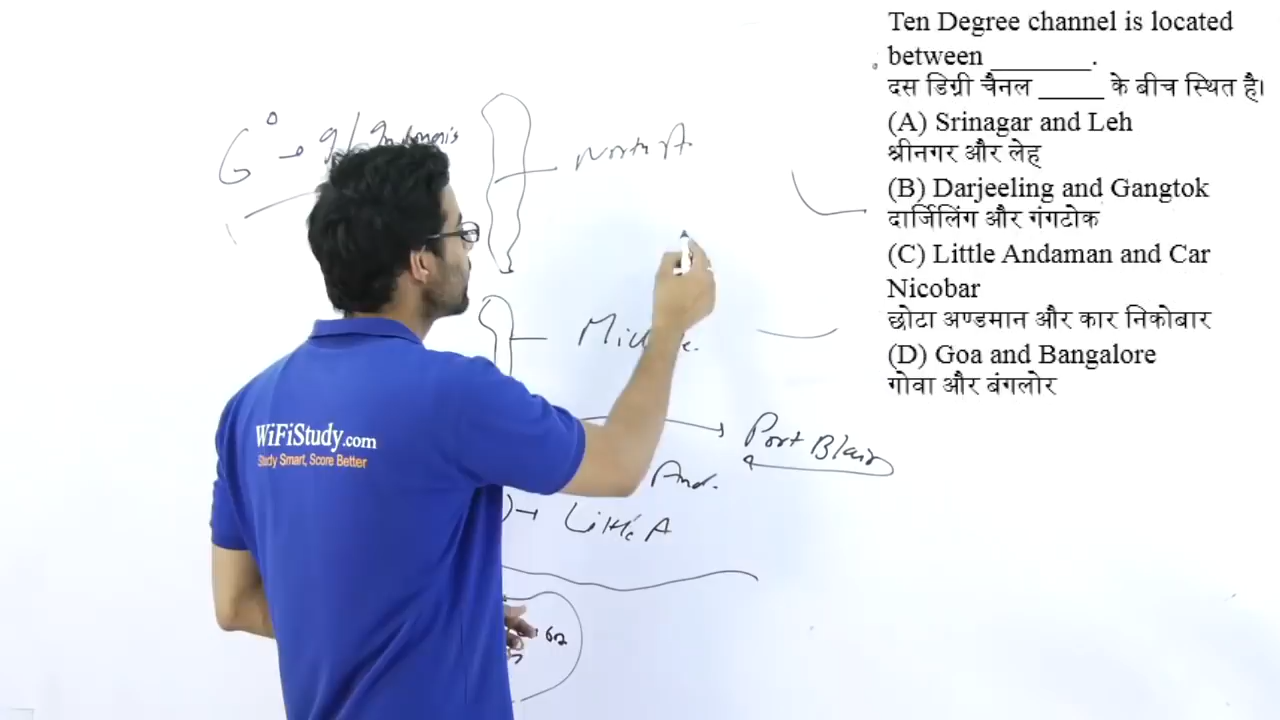 Ten Degree channel is located
between ________.
दस डिग्री चैनल _____ के बीच स्थित है।
(A) Srinagar and Leh
श्रीनगर और लेह
(B) Darjeeling and Gangtok
दार्जिलिंग और गंगटोक
(C) Little Andaman and Car
Nicobar
छोटा अण्डमान और कार निकोबार
(D) Goa and Bangalore
गोवा और बंगलोर
6°
North A
Port Blair
And.
Little A
WiFiStudy.com
Study Smart, Score Better